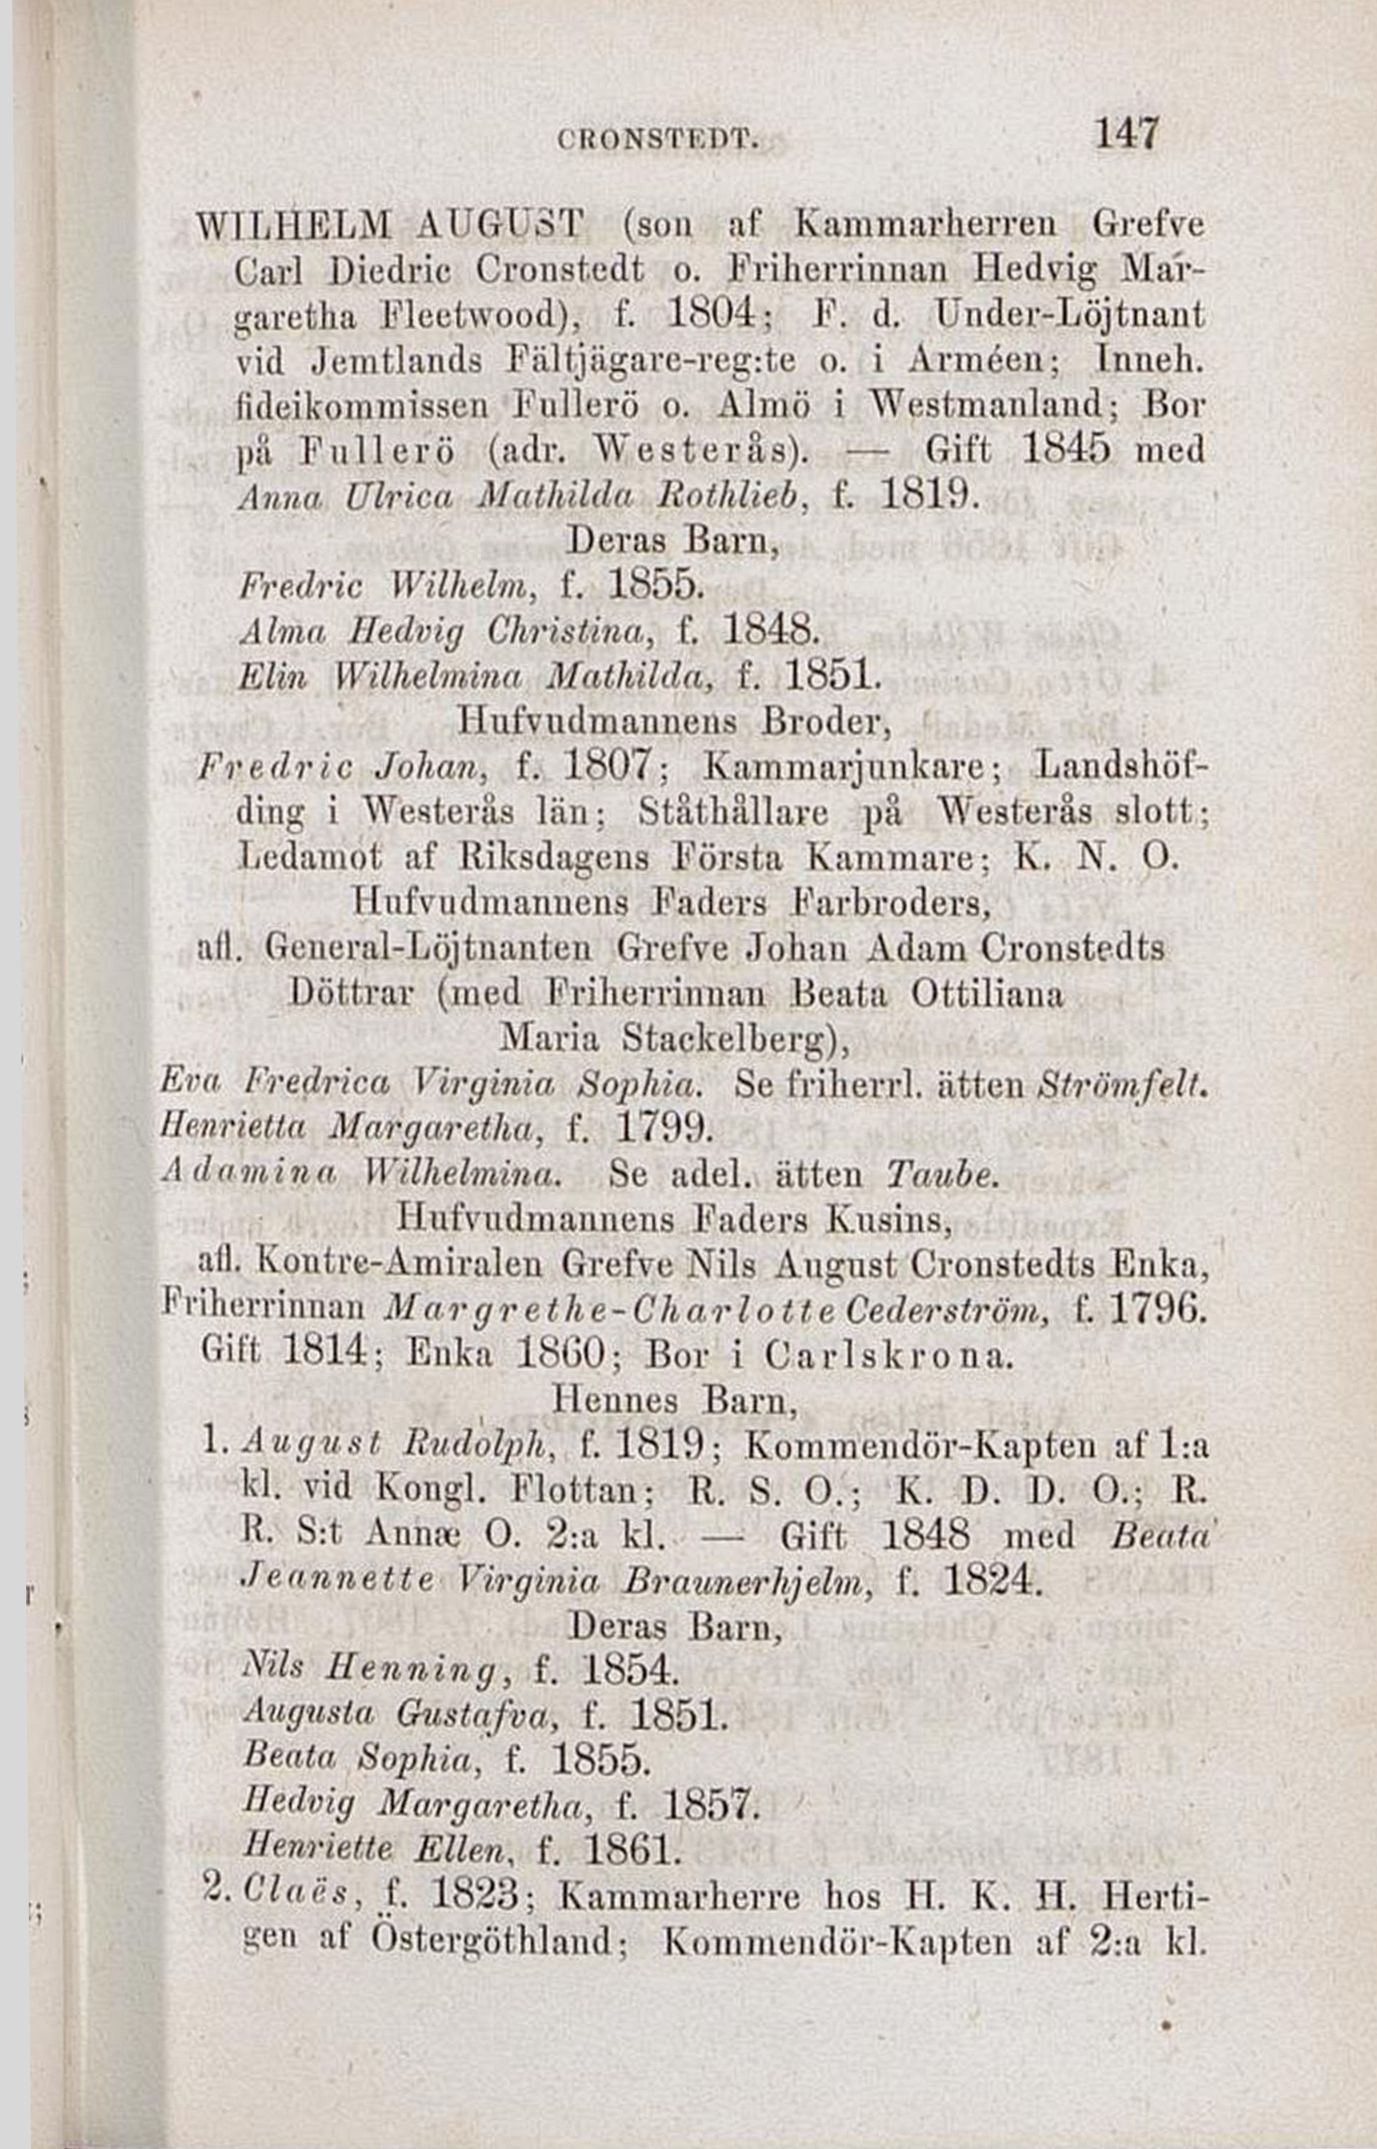 CRONSTEDT. 147
WILHELM AUGUST (son af Kammarherren Grefve
Carl Diedric Cronstedt o. Friherrinnan Hedvig Mar-
garetha Fleetwood), f. 1804; F. d. Under-Löjtnant
vid Jemtlands Fältjägare-reg:te o. i Arméen; Inneh.
fideikommissen Fullerö o. Almö i Westmanland; Bor
på Fullerö (adr. Westerås). — Gift 1845 med
Anna Ulrica Mathilda Rothlieb, f. 1819.
Deras Barn,
Fredric Wilhelm, f. 1855.
Alma Hedvig Christina, f. 1848.
Elin Wilhelmina Mathilda, f. 1851.
Hufvudmannens Broder,
Fredric Johan, f. 1807; Kammarjunkare; Landshöf-
ding i Westerås län; Ståthållare på Westerås slott;
Ledamot af Riksdagens Första Kammare; K. N. O.
Hufvudmannens Faders Farbroders,
afl. General-Löjtnanten Grefve Johan Adam Cronstedts
Döttrar (med Friherrinnan Beata Ottiliana
Maria Stackelberg),
Eva Fredrica Virginia Sophia. Se friherrl. ätten Strömfelt.
Henrietta Margaretha, f. 1799.
Adamina Wilhelmina. Se adel. ätten Taube.
Hufvudmannens Faders Kusins,
afl. Kontre-Amiralen Grefve Nils August Cronstedts Enka,
Friherrinnan Margrethe-Charlotte Cederström, f. 1796.
Gift 1814; Enka 1860; Bor i Carlskrona.
Hennes Barn,
1. August Rudolph, f. 1819; Kommendör-Kapten af 1:a
kl. vid Kongl. Flottan; R. S. O.; K. D. D. O.; R.
R. S:t Annæ O. 2:a kl. — Gift 1848 med Beata
Jeannette Virginia Braunerhjelm, f. 1824.
Deras Barn,
Nils Henning, f. 1854.
Augusta Gustafva, f. 1851.
Beata Sophia, f. 1855.
Hedvig Margaretha, f. 1857.
Henriette Ellen, f. 1861.
2. Claës, f. 1823; Kammarherre hos H. K. H. Herti-
gen af Östergöthland; Kommendör-Kapten af 2:a kl.